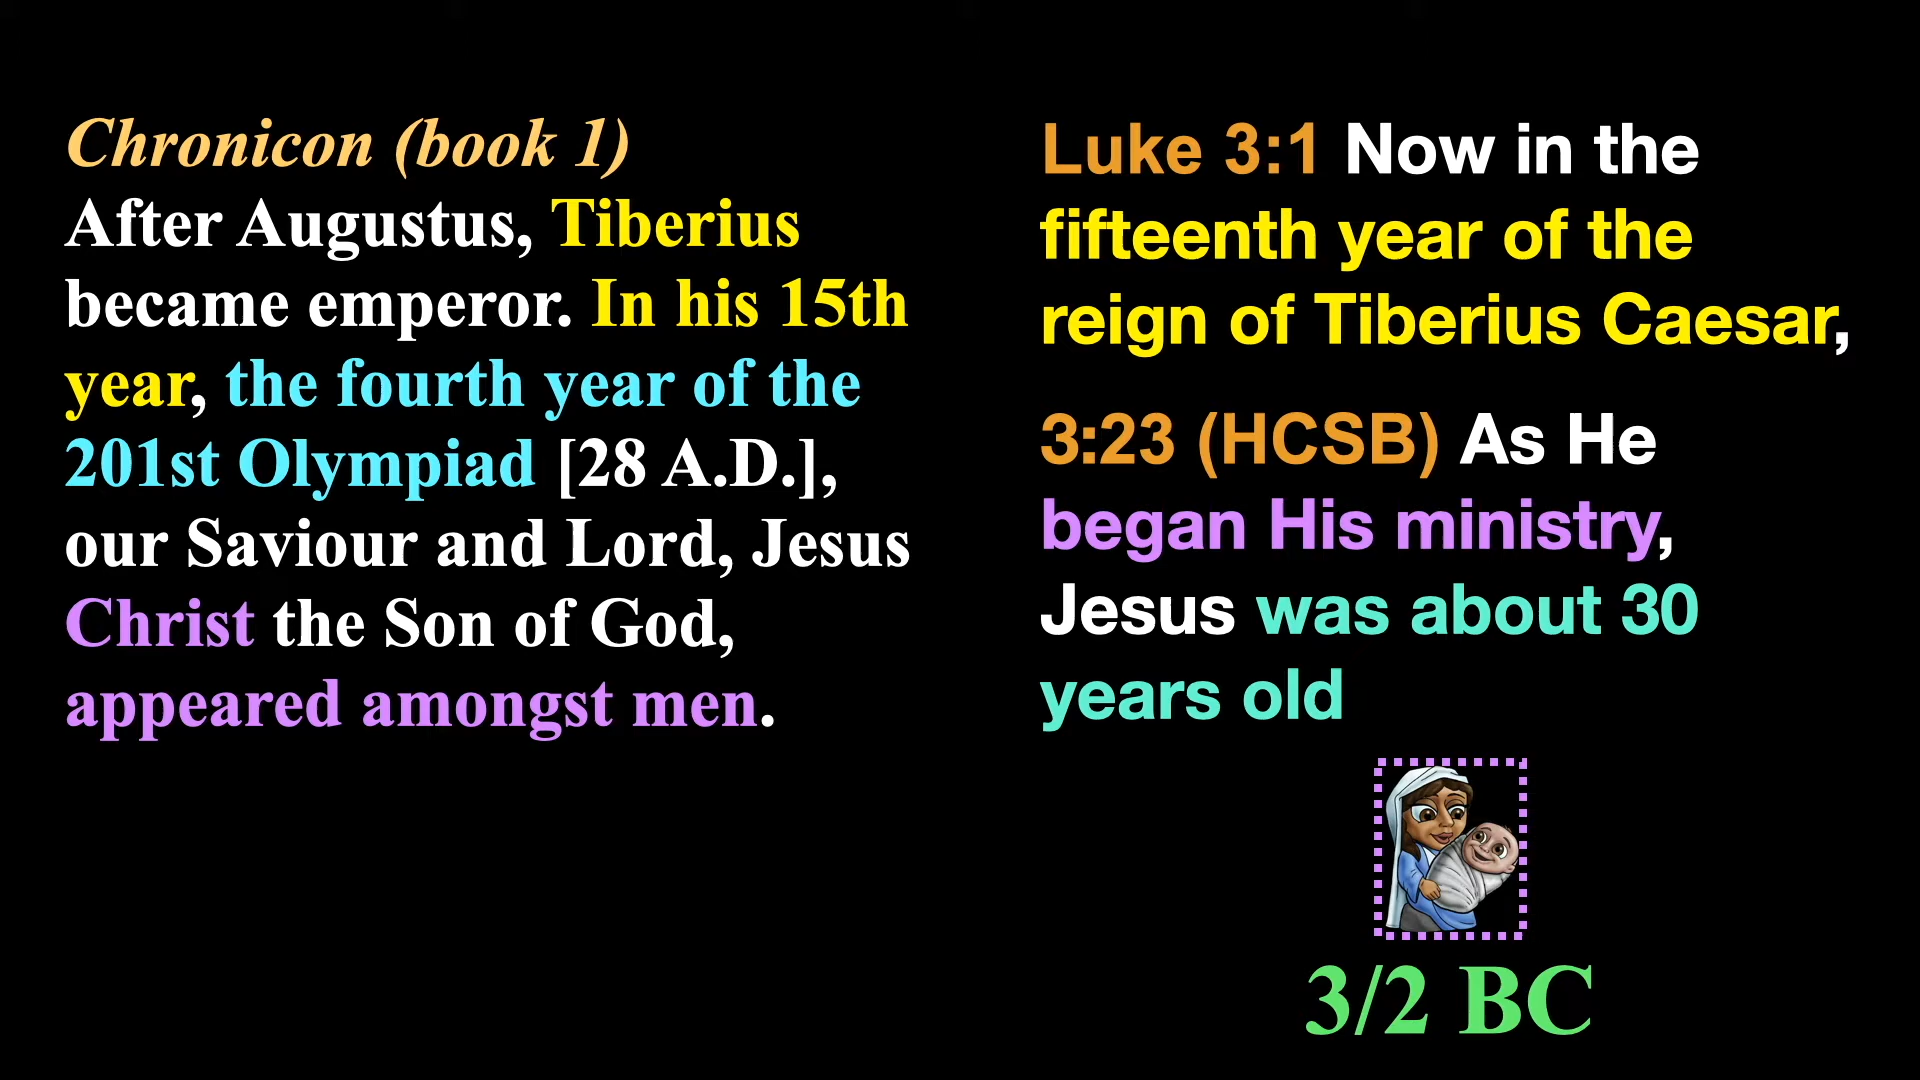 Chronicon (book 1)
After Augustus, Tiberius
became emperor. In his 15th
year, the fourth year of the
201st Olympiad [28 A.D.],
our Saviour and Lord, Jesus
Christ the Son of God,
appeared amongst men.
Luke 3:1 Now in the
fifteenth year of the
reign of Tiberius Caesar,
3:23 (HCSB) As He
began His ministry,
Jesus was about 30
years old
3/2 BC